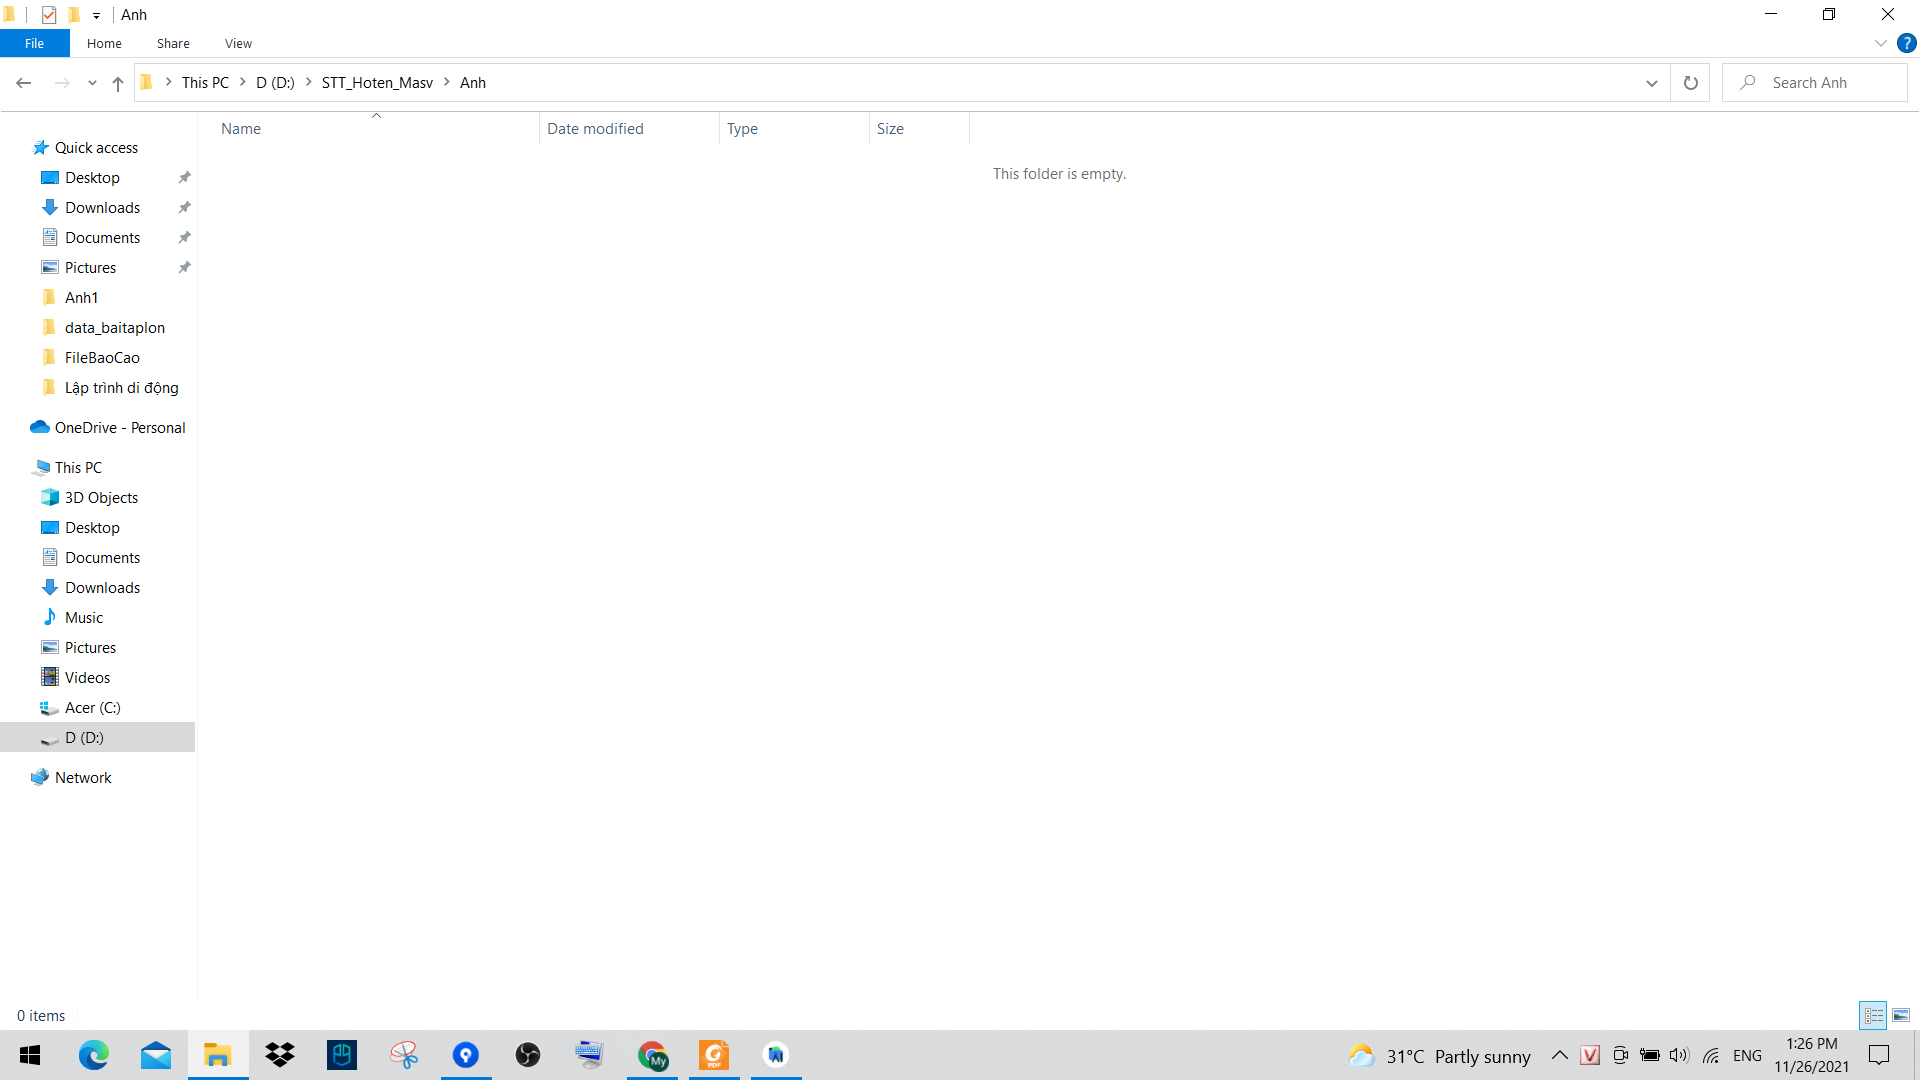 Anh
File Home Share View
This PC D (D:) STT_Hoten_Masv Anh Search Anh
Name Date modified Type Size
This folder is empty.
Quick access
Desktop
Downloads
Documents
Pictures
Anh1
data_baitaplon
FileBaoCao
Lập trình di động
OneDrive - Personal
This PC
3D Objects
Desktop
Documents
Downloads
Music
Pictures
Videos
Acer (C:)
D (D:)
Network
0 items
31°C Partly sunny ENG 1:26 PM
11/26/2021
My
PDF
V
?